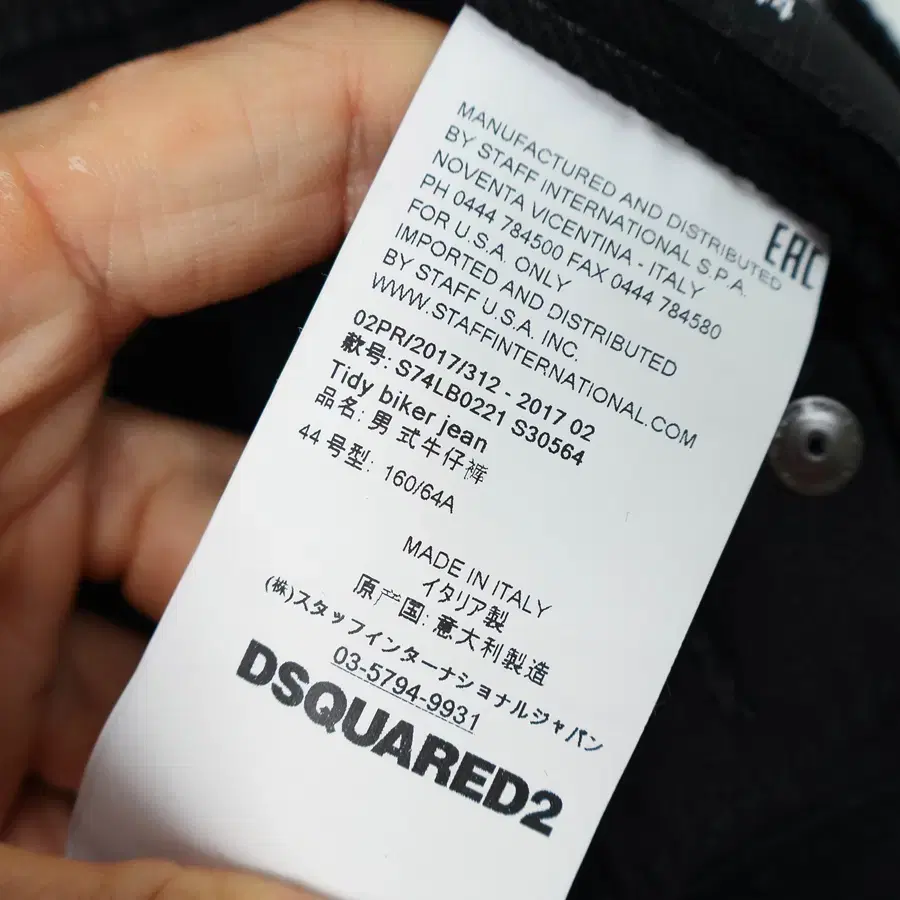 44
EAC
MANUFACTURED AND DISTRIBUTED
BY STAFF INTERNATIONAL S.P.A.
NOVENTA VICENTINA - ITALY
PH 0444 784500 FAX 0444 784580
FOR U.S.A. ONLY
IMPORTED AND DISTRIBUTED
BY STAFF U.S.A. INC.
WWW.STAFFINTERNATIONAL.COM
02PR/2017/312 - 2017 02
款号: S74LB0221 S30564
Tidy biker jean
品名: 男 式牛仔裤
44 号型: 160/64A
MADE IN ITALY
イタリア製
原产国: 意大利製造
(株)スタッフインターナショナルジャパン
03-5794-9931
DSQUARED2